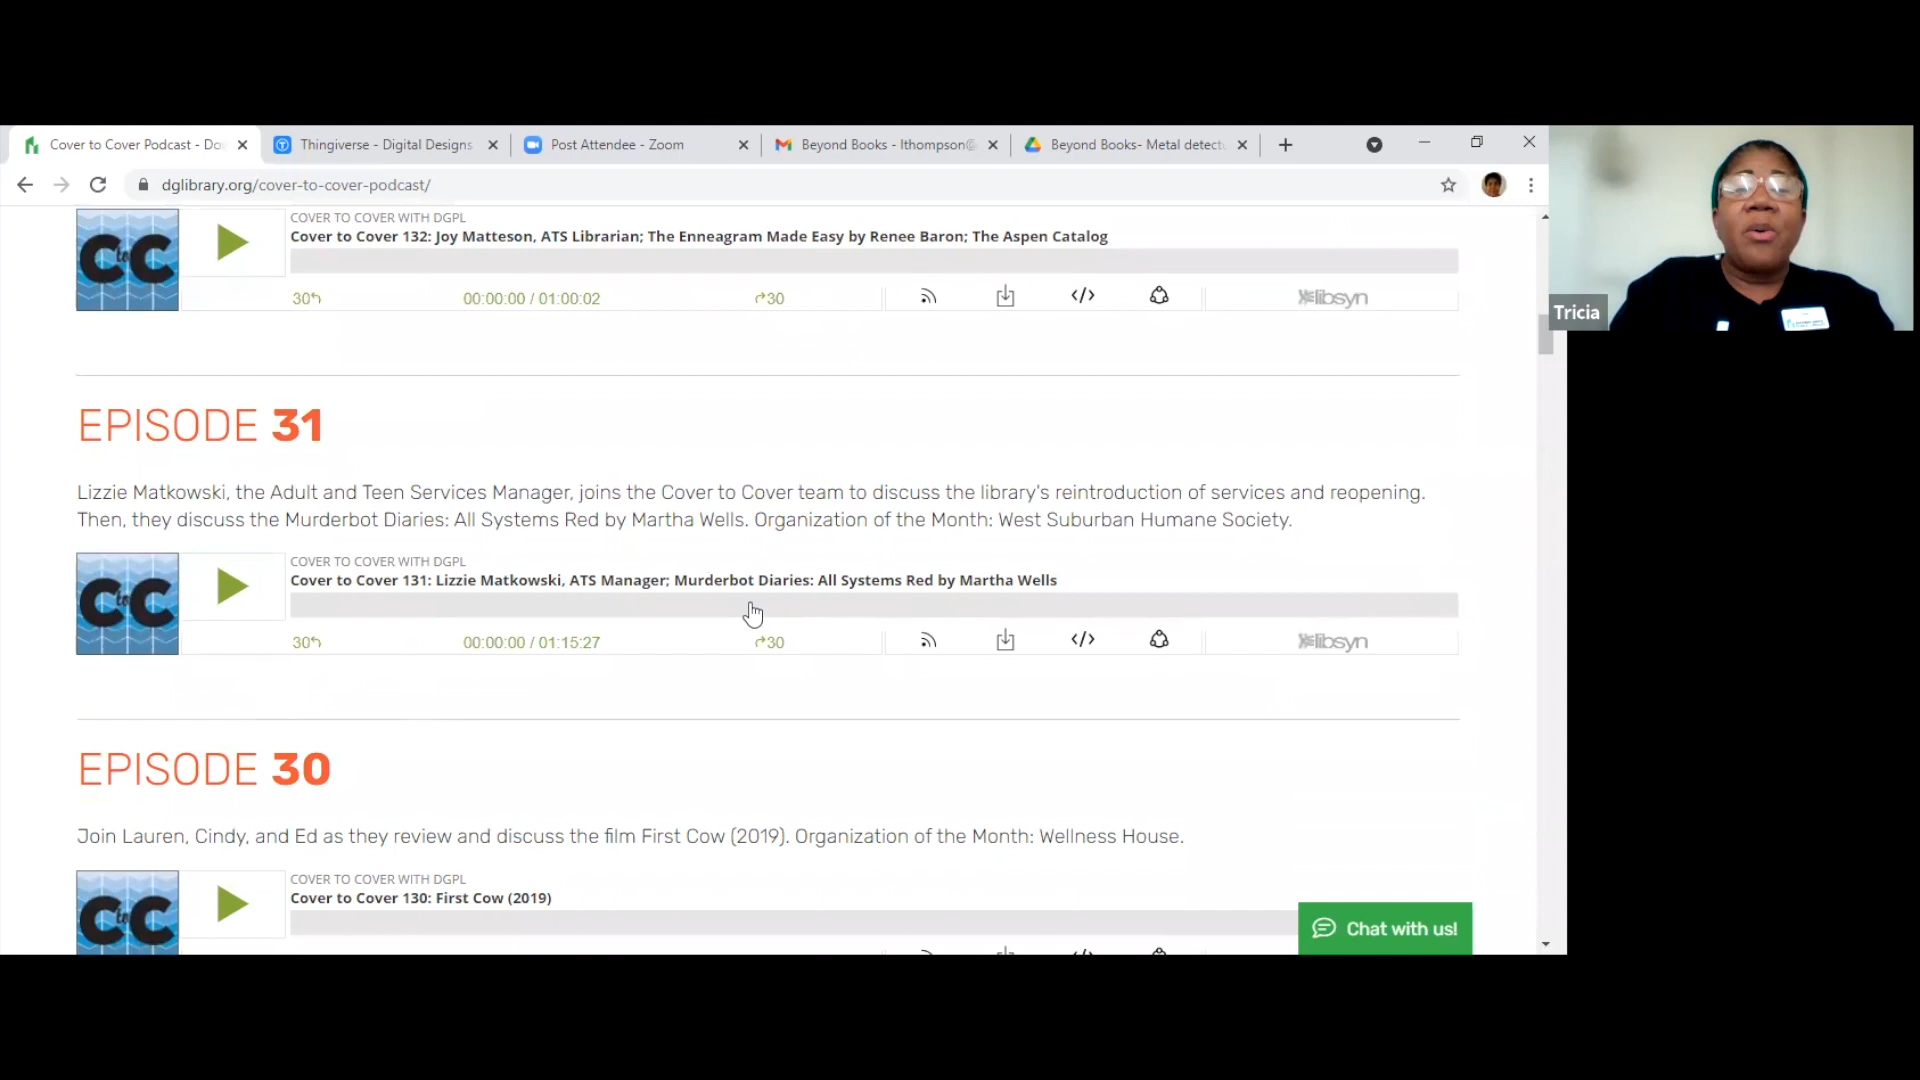 Cover to Cover Podcast - Do
Thingiverse - Digital Designs
Post Attendee - Zoom
Beyond Books - lthompson@
Beyond Books- Metal detect
dglibrary.org/cover-to-cover-podcast/
CtoC
COVER TO COVER WITH DGPL
Cover to Cover 132: Joy Matteson, ATS Librarian; The Enneagram Made Easy by Renee Baron; The Aspen Catalog
30
00:00:00 / 01:00:02
30
libsyn
Tricia
EPISODE 31
Lizzie Matkowski, the Adult and Teen Services Manager, joins the Cover to Cover team to discuss the library's reintroduction of services and reopening.
Then, they discuss the Murderbot Diaries: All Systems Red by Martha Wells. Organization of the Month: West Suburban Humane Society.
CtoC
COVER TO COVER WITH DGPL
Cover to Cover 131: Lizzie Matkowski, ATS Manager; Murderbot Diaries: All Systems Red by Martha Wells
30
00:00:00 / 01:15:27
30
libsyn
EPISODE 30
Join Lauren, Cindy, and Ed as they review and discuss the film First Cow (2019). Organization of the Month: Wellness House.
CtoC
COVER TO COVER WITH DGPL
Cover to Cover 130: First Cow (2019)
Chat with us!